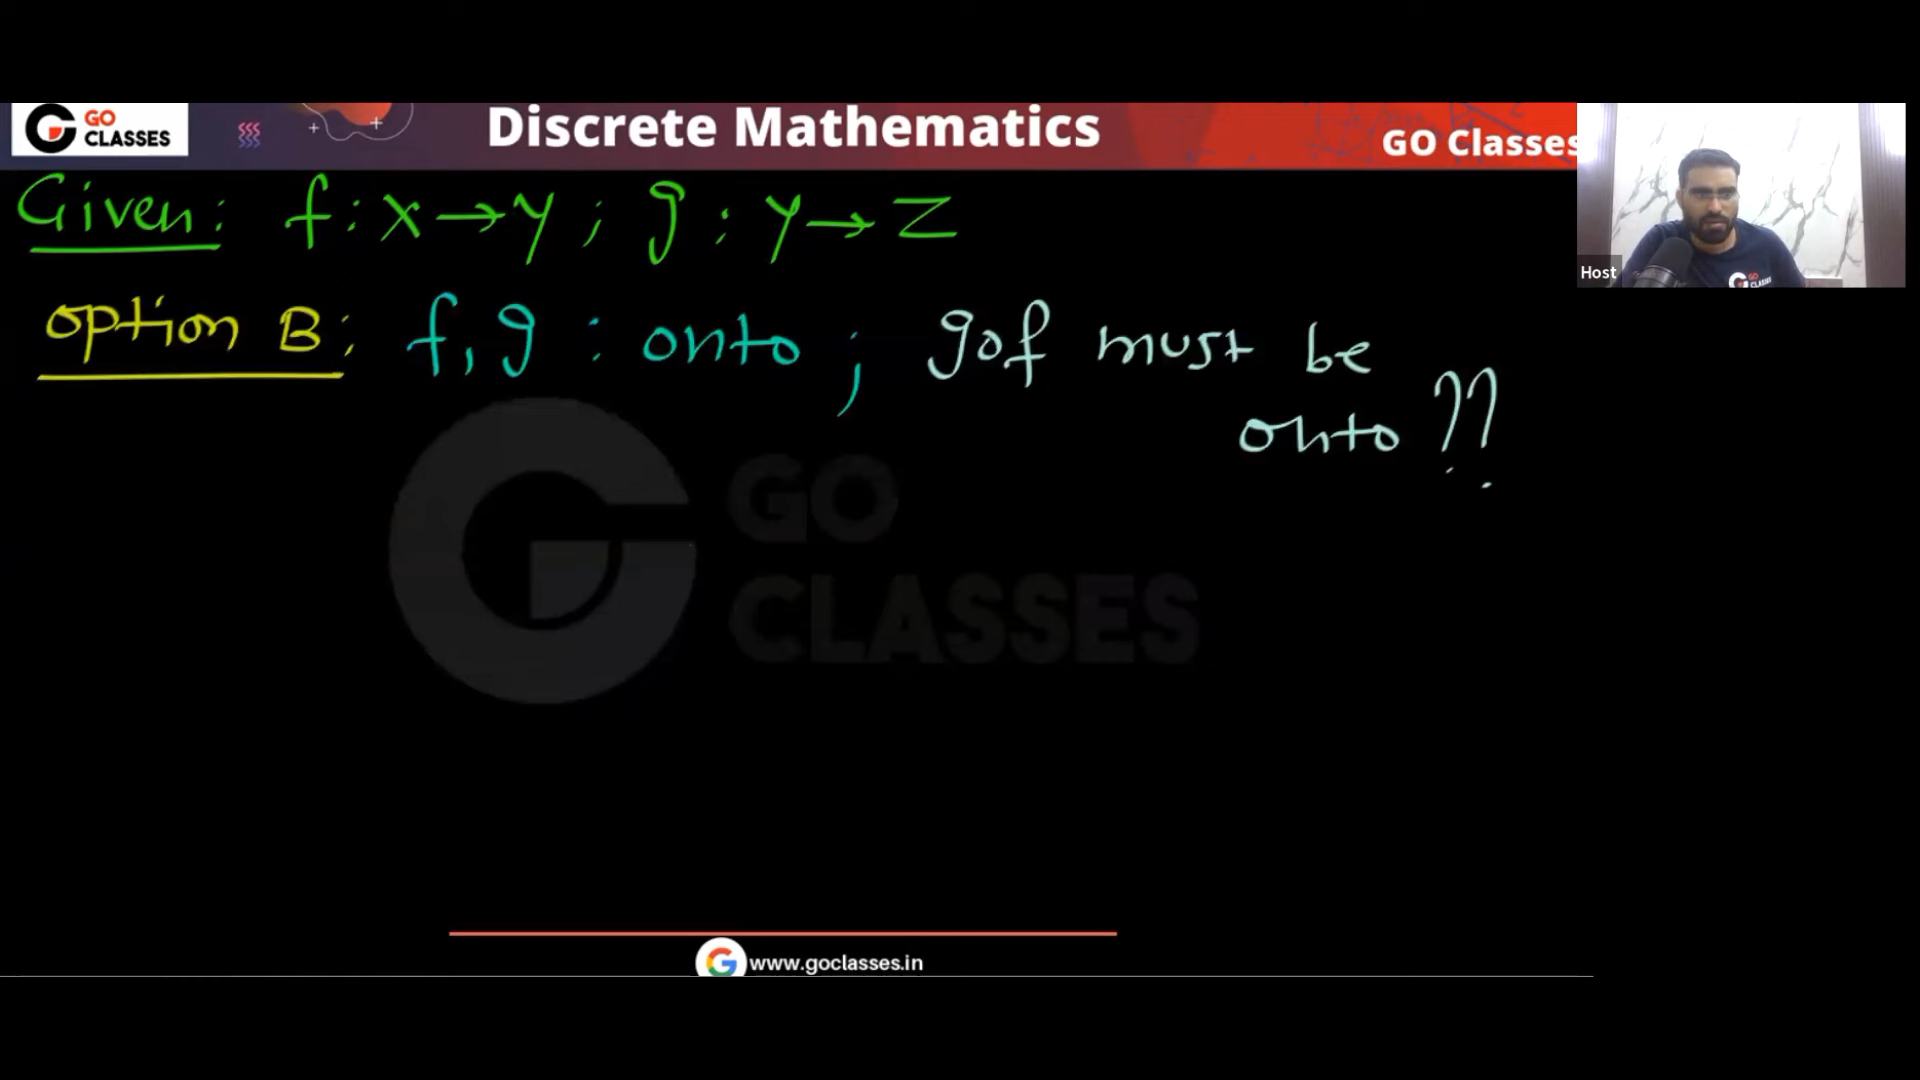 GO
CLASSES
Discrete Mathematics
GO Classes
Host
Given: f: X → Y ; g : Y → Z
option B: f, g : onto ; gof must be
onto ??
GO
CLASSES
www.goclasses.in